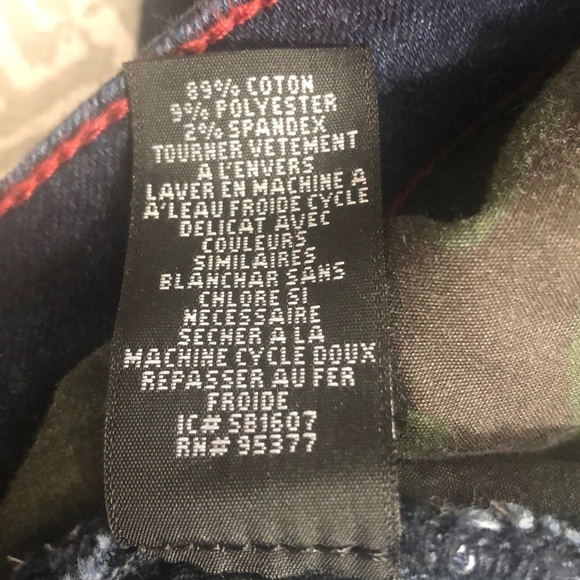 89% COTON
9% POLYESTER
2% SPANDEX
TOURNER VETEMENT
A L'ENVERS
LAVER EN MACHINE A
A'LEAU FROIDE CYCLE
DELICAT AVEC
COULEURS
SIMILAIRES
BLANCHAR SANS
CHLORE SI
NECESSAIRE
SECHER A LA
MACHINE CYCLE DOUX
REPASSER AU FER
FROIDE
IC# SB1607
RN# 95377